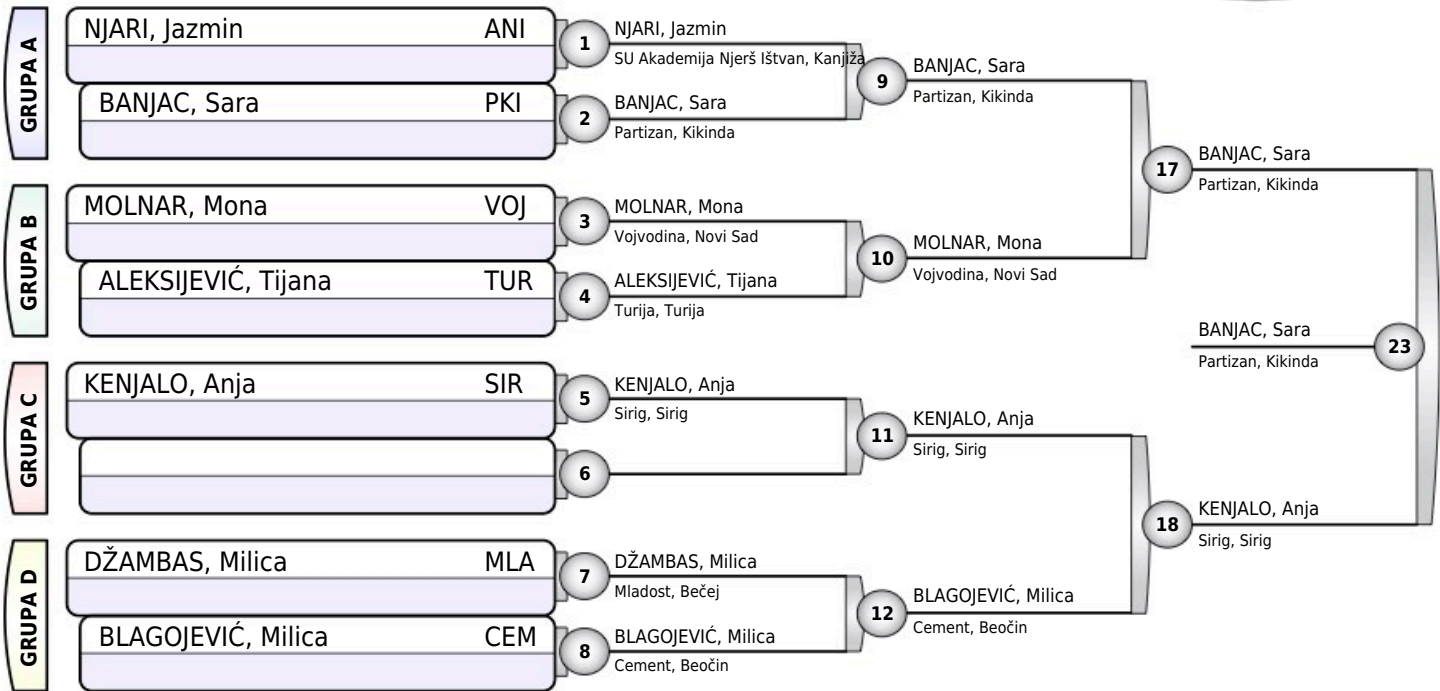 GRUPA A
NJARI, Jazmin ANI
BANJAC, Sara PKI
GRUPA B
MOLNAR, Mona VOJ
ALEKSIJEVIĆ, Tijana TUR
GRUPA C
KENJALO, Anja SIR
GRUPA D
DŽAMBAS, Milica MLA
BLAGOJEVIĆ, Milica CEM
1
NJARI, Jazmin
SU Akademija Njerš Ištvan, Kanjiža
2
BANJAC, Sara
Partizan, Kikinda
3
MOLNAR, Mona
Vojvodina, Novi Sad
4
ALEKSIJEVIĆ, Tijana
Turija, Turija
5
KENJALO, Anja
Sirig, Sirig
6
7
DŽAMBAS, Milica
Mladost, Bečej
8
BLAGOJEVIĆ, Milica
Cement, Beočin
9
BANJAC, Sara
Partizan, Kikinda
10
MOLNAR, Mona
Vojvodina, Novi Sad
11
KENJALO, Anja
Sirig, Sirig
12
BLAGOJEVIĆ, Milica
Cement, Beočin
17
BANJAC, Sara
Partizan, Kikinda
18
KENJALO, Anja
Sirig, Sirig
BANJAC, Sara
Partizan, Kikinda
23